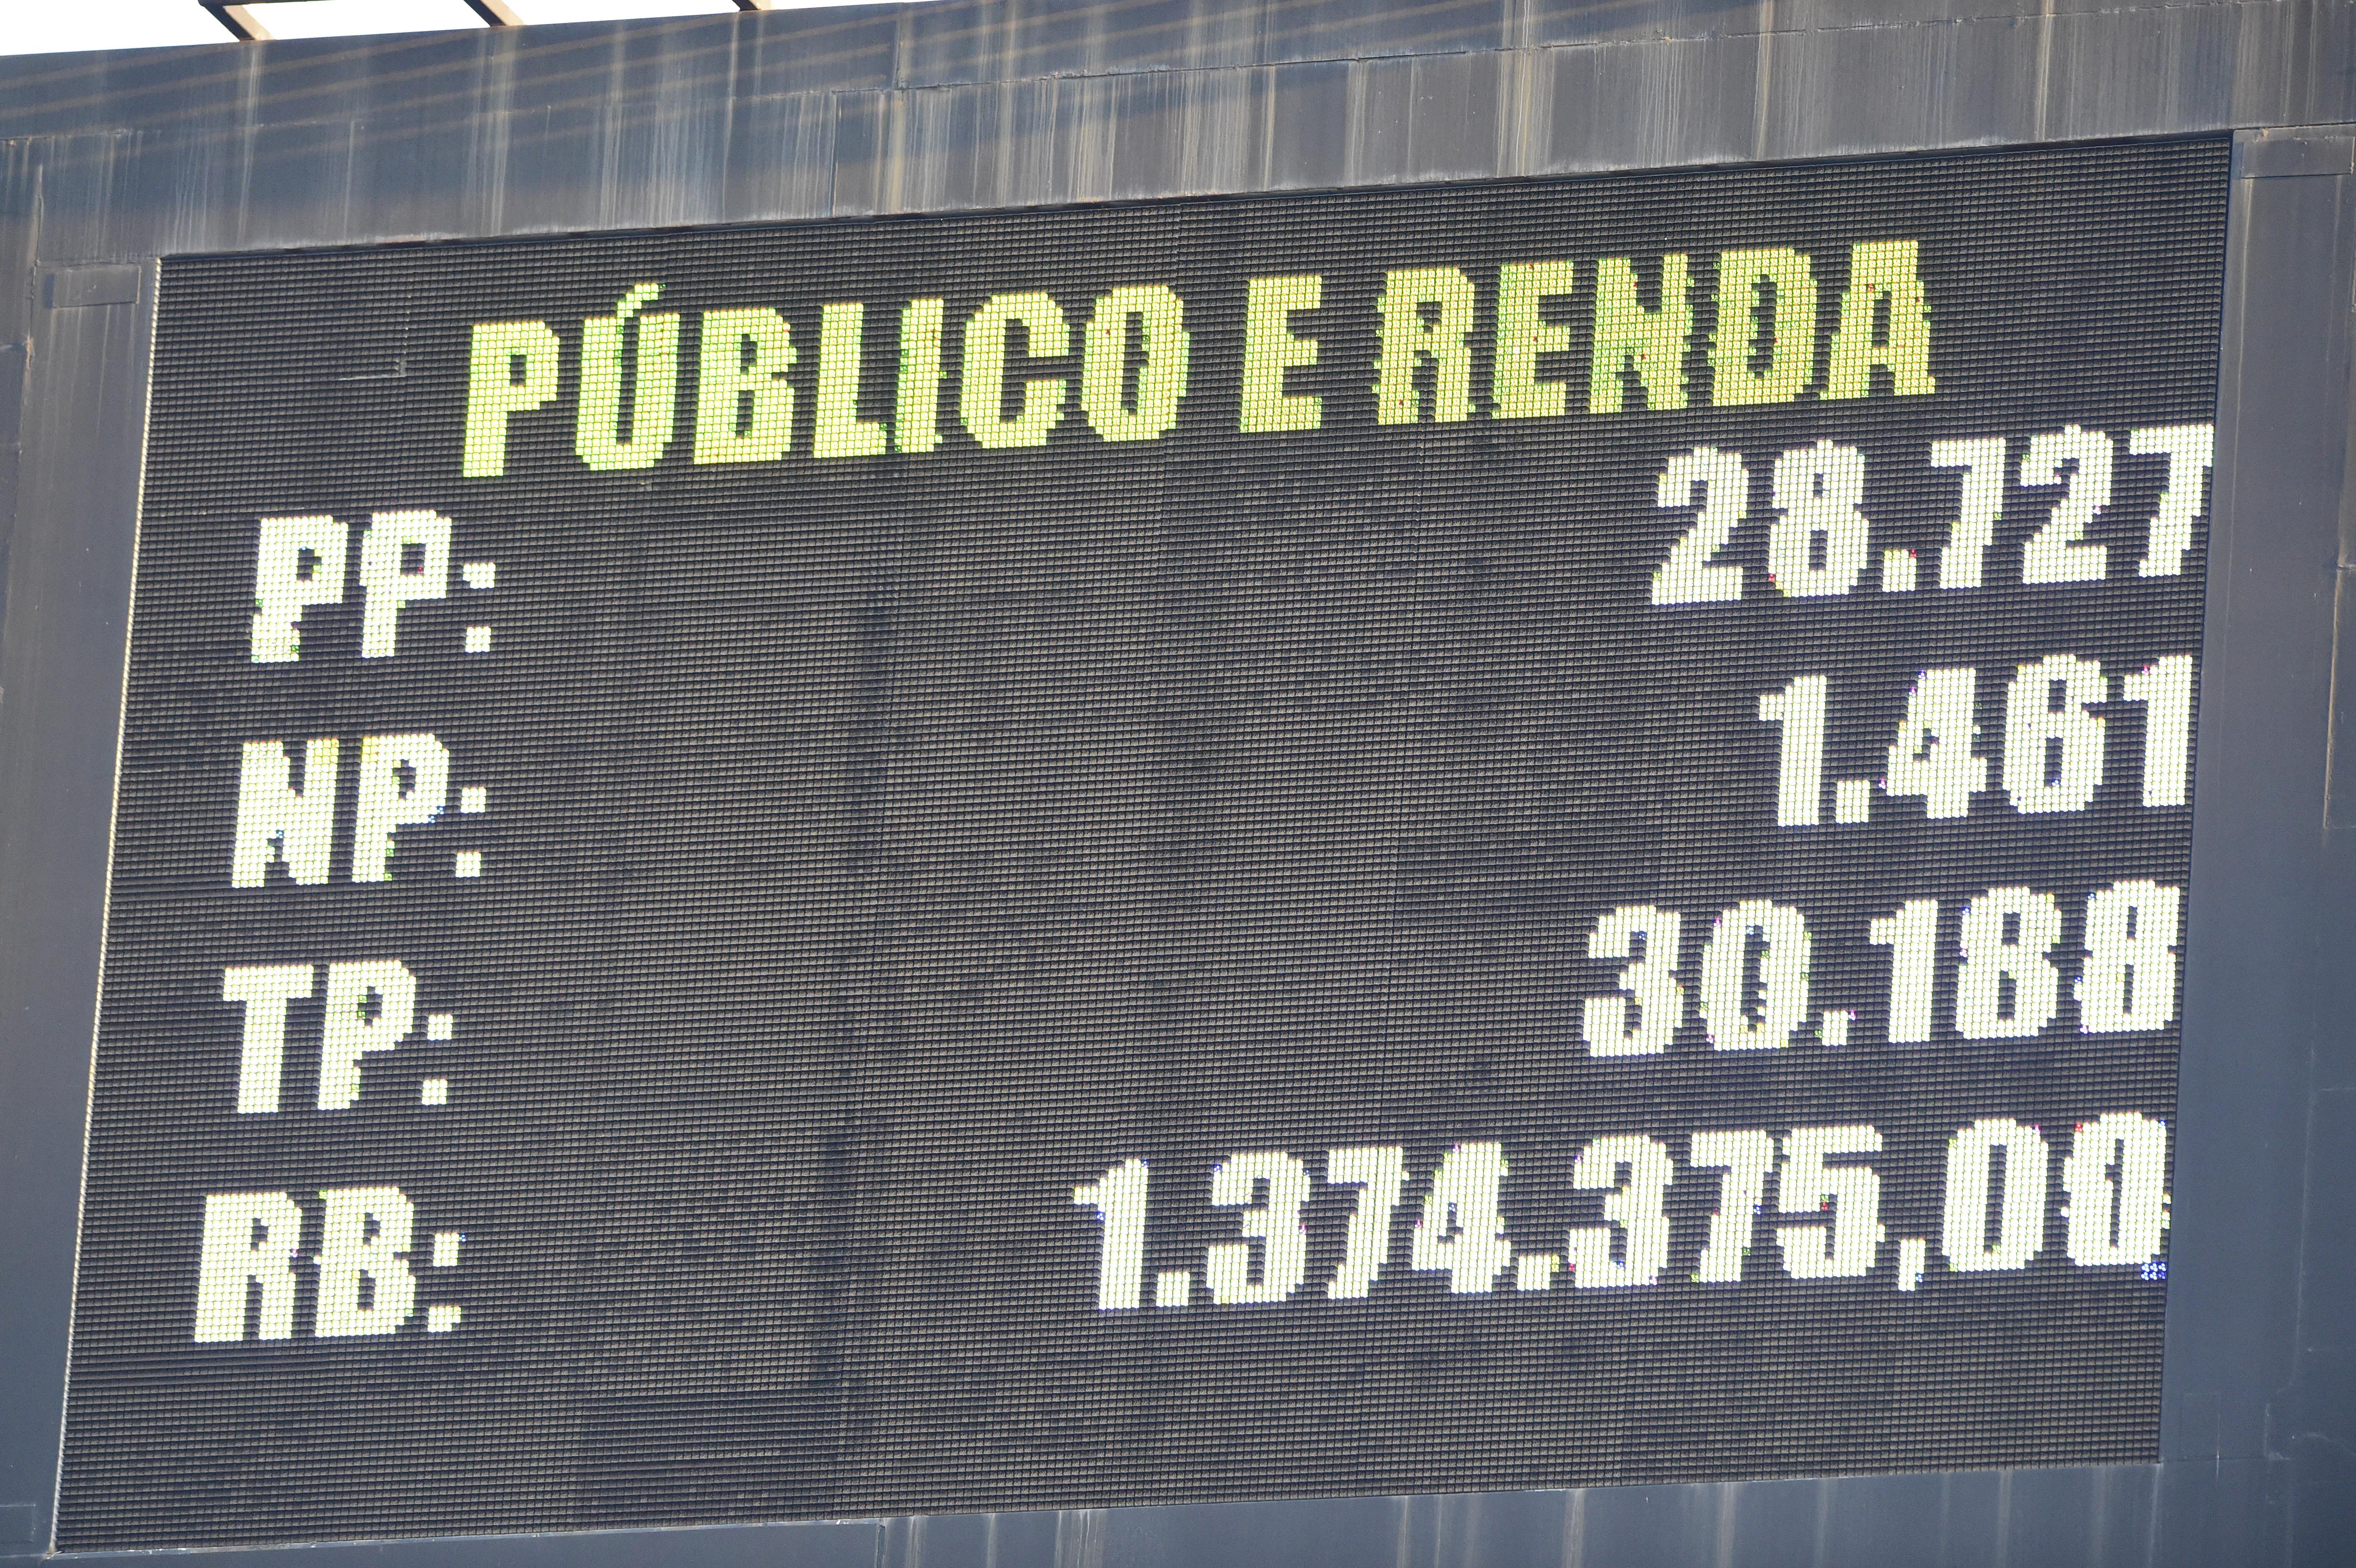 PÚBLICO E RENDA
PP: 28.727
NP: 1.461
TP: 30.188
RB: 1.374.375,00